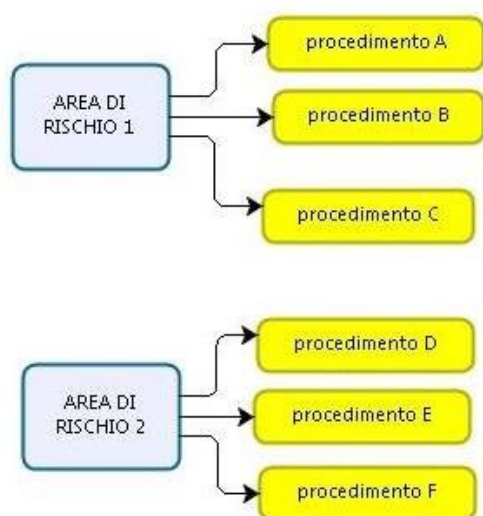 procedimento A
AREA DI
RISCHIO 1
procedimento B
procedimento C
procedimento D
AREA DI
RISCHIO 2
procedimento E
procedimento F